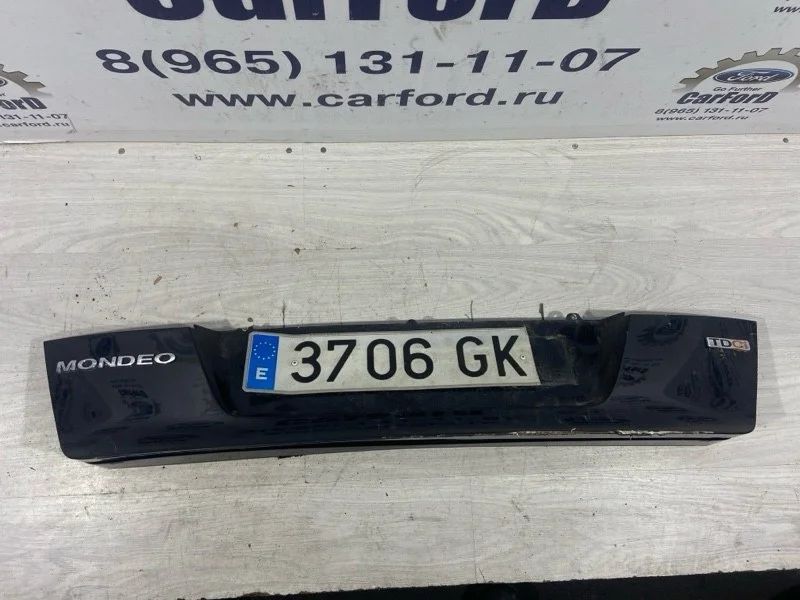 CarFord
8(965) 131-11-07
www.carford.ru
Ford
Go Further
CarFord
8(965) 131-11-07
www.carford.ru
MONDEO
E
3706 GK
TDCi